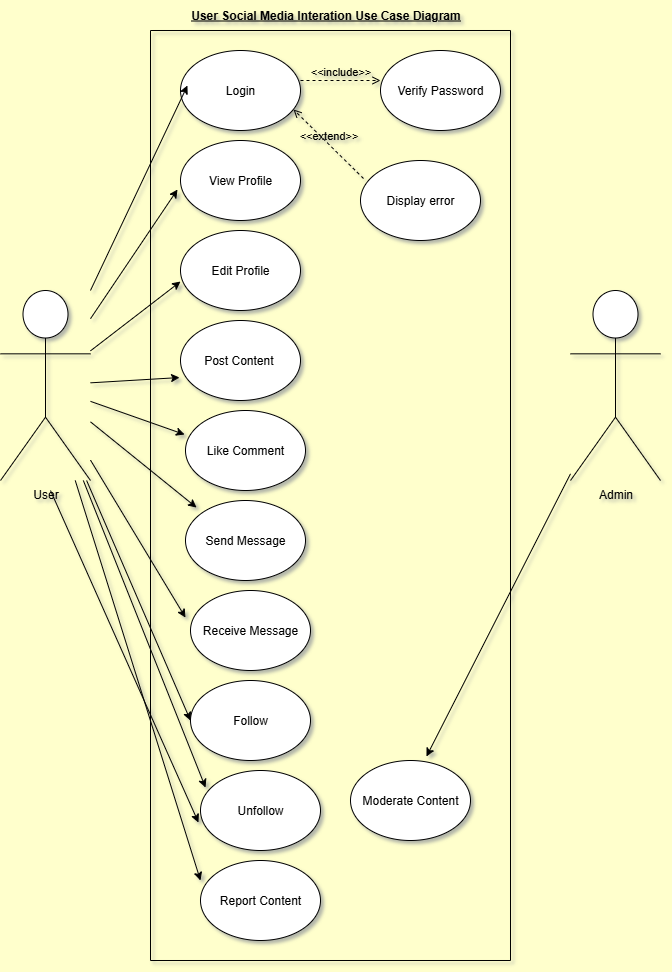 User Social Media Interation Use Case Diagram
Login
<<include>>
Verify Password
<<extend>>
View Profile
Display error
Edit Profile
Post Content
Like Comment
User
Admin
Send Message
Receive Message
Follow
Unfollow
Moderate Content
Report Content